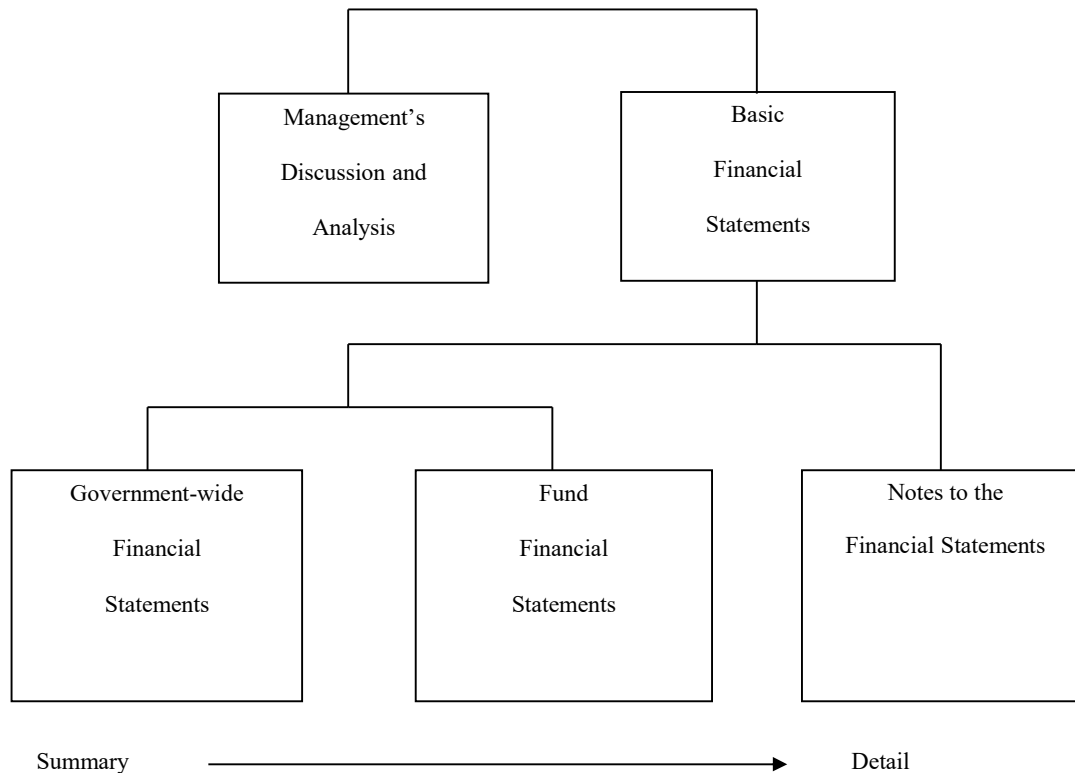 Management’s
Discussion and
Analysis
Basic
Financial
Statements
Government-wide
Financial
Statements
Fund
Financial
Statements
Notes to the
Financial Statements
Summary
Detail